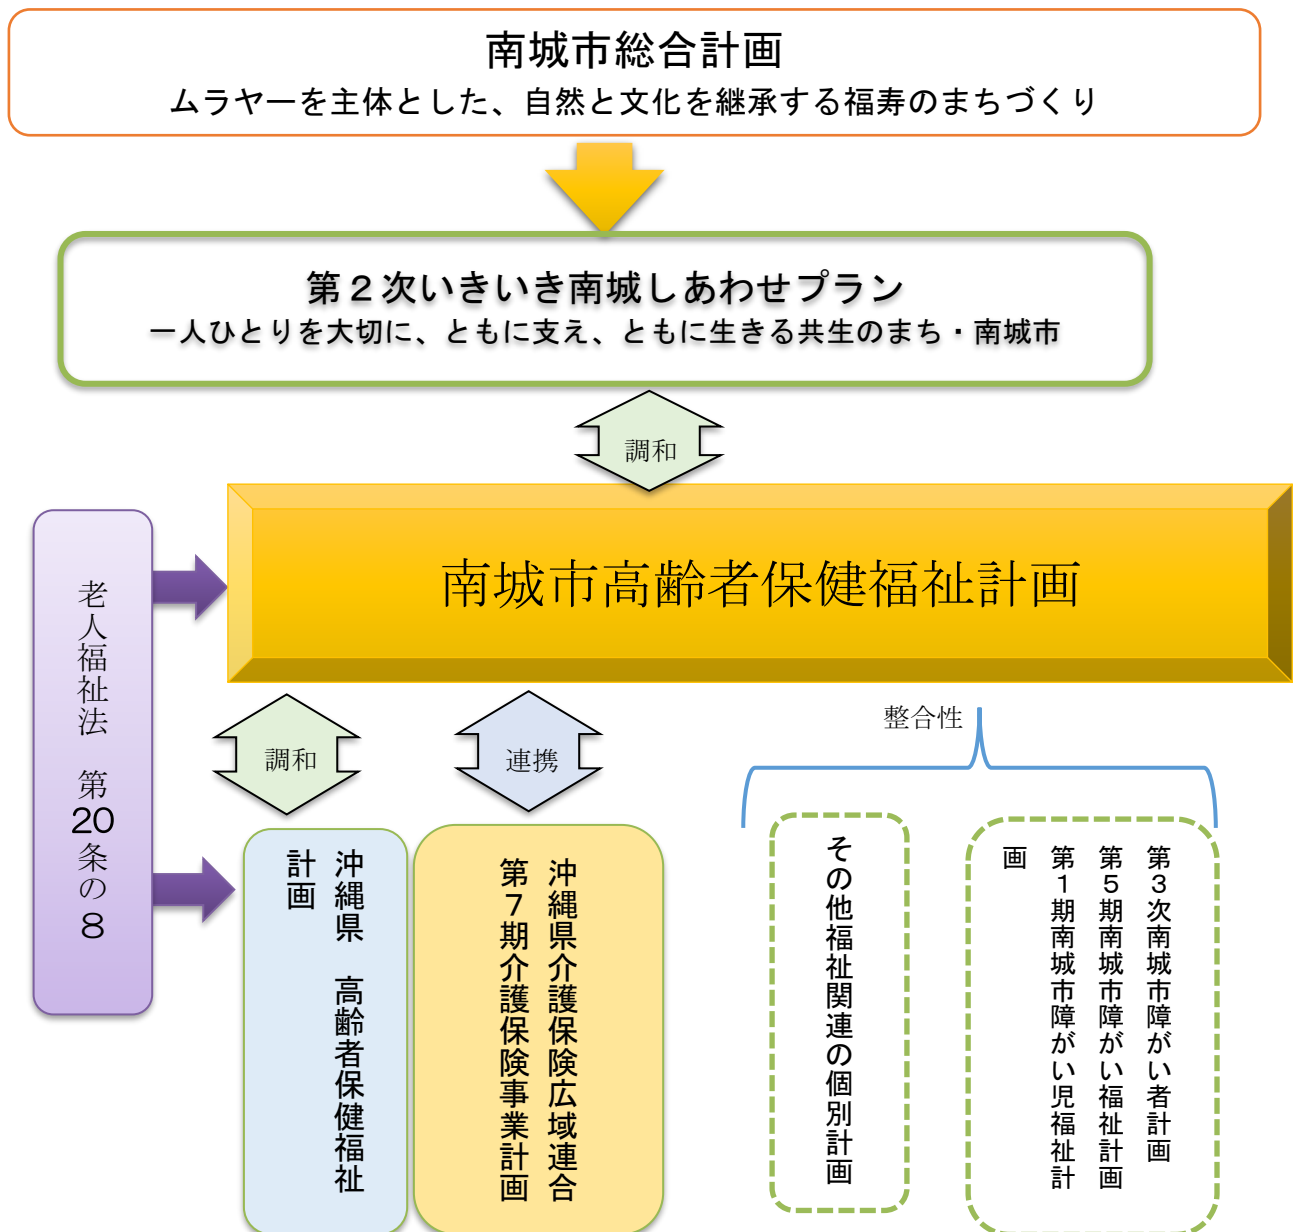 南城市総合計画
ムラヤーを主体とした、自然と文化を継承する福寿のまちづくり
第２次いきいき南城しあわせプラン
一人ひとりを大切に、ともに支え、ともに生きる共生のまち・南城市
調和
老人福祉法　第20条の８
南城市高齢者保健福祉計画
調和
連携
整合性
沖縄県　高齢者保健福祉
計画
沖縄県介護保険広域連合
第７期介護保険事業計画
その他福祉関連の個別計画
第３次南城市障がい者計画
第５期南城市障がい福祉計画
第１期南城市障がい児福祉計
画